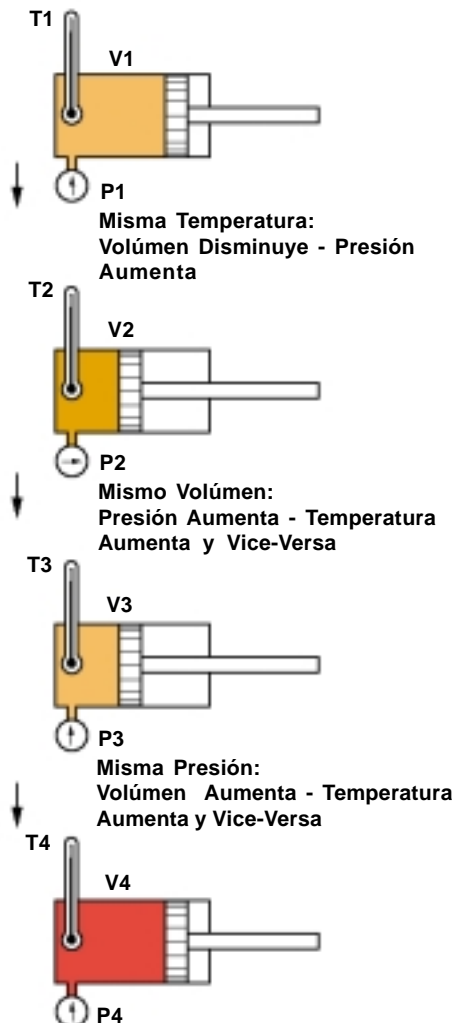 T1
V1
P1
Misma Temperatura:
Volúmen Disminuye - Presión
Aumenta
T2
V2
P2
Mismo Volúmen:
Presión Aumenta - Temperatura
Aumenta y Vice-Versa
T3
V3
P3
Misma Presión:
Volúmen Aumenta - Temperatura
Aumenta y Vice-Versa
T4
V4
P4